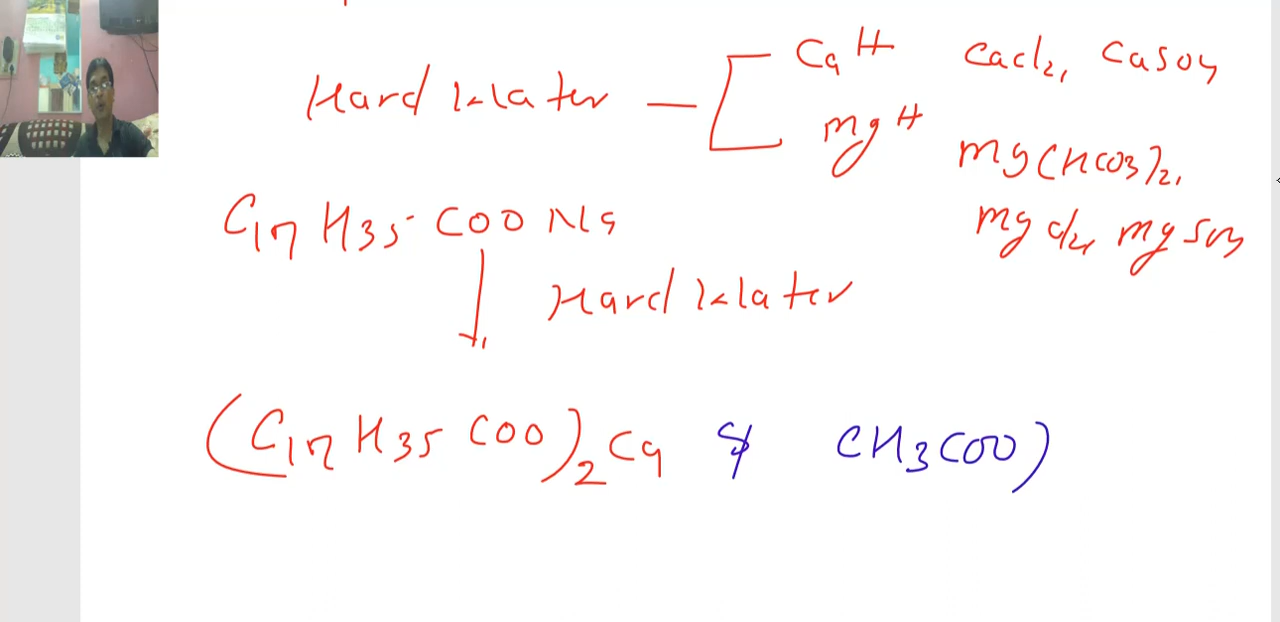 Hard Water — Ca++ CaCl2, CaSO4
Mg++ Mg(HCO3)2,
MgCl2, MgSO4
C17H35COONa
Hard Water
(C17H35COO)2Ca & CH3COO)